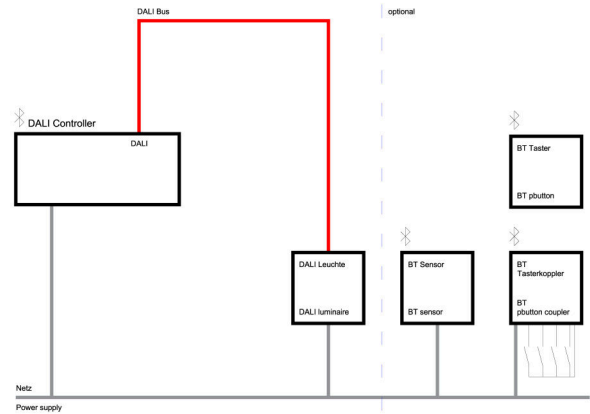 DALI Bus
optional
DALI Controller
DALI
BT Taster
BT pbutton
DALI Leuchte
DALI luminaire
BT Sensor
BT sensor
BT
Tasterkoppler
BT
pbutton coupler
Netz
Power supply